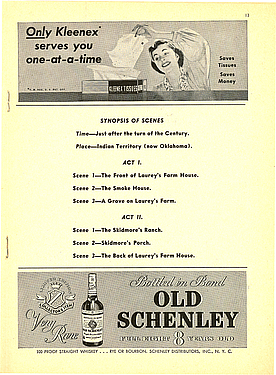 13
Only Kleenex*
serves you
one-at-a-time
Saves
Tissues
Saves
Money
KLEENEX TISSUES
SYNOPSIS OF SCENES
Time—Just after the turn of the Century.
Place—Indian Territory (now Oklahoma).
ACT I.
Scene 1—The Front of Laurey's Farm House.
Scene 2—The Smoke House.
Scene 3—A Grove on Laurey's Farm.
ACT II.
Scene 1—The Skidmore's Ranch.
Scene 2—Skidmore's Porch.
Scene 3—The Back of Laurey's Farm House.
Bottled in Bond
OLD
SCHENLEY
FULL EIGHT 8 YEARS OLD
Very
Rare
100 PROOF STRAIGHT WHISKEY . . . RYE OR BOURBON. SCHENLEY DISTRIBUTORS, INC., N. Y. C.